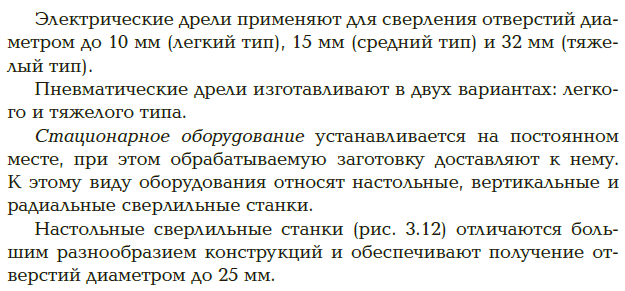 Электрические дрели применяют для сверления отверстий диа-
метром до 10 мм (легкий тип), 15 мм (средний тип) и 32 мм (тяже-
лый тип).
Пневматические дрели изготавливают в двух вариантах: легко-
го и тяжелого типа.
Стационарное оборудование устанавливается на постоянном
месте, при этом обрабатываемую заготовку доставляют к нему.
К этому виду оборудования относят настольные, вертикальные и
радиальные сверлильные станки.
Настольные сверлильные станки (рис. 3.12) отличаются боль-
шим разнообразием конструкций и обеспечивают получение от-
верстий диаметром до 25 мм.